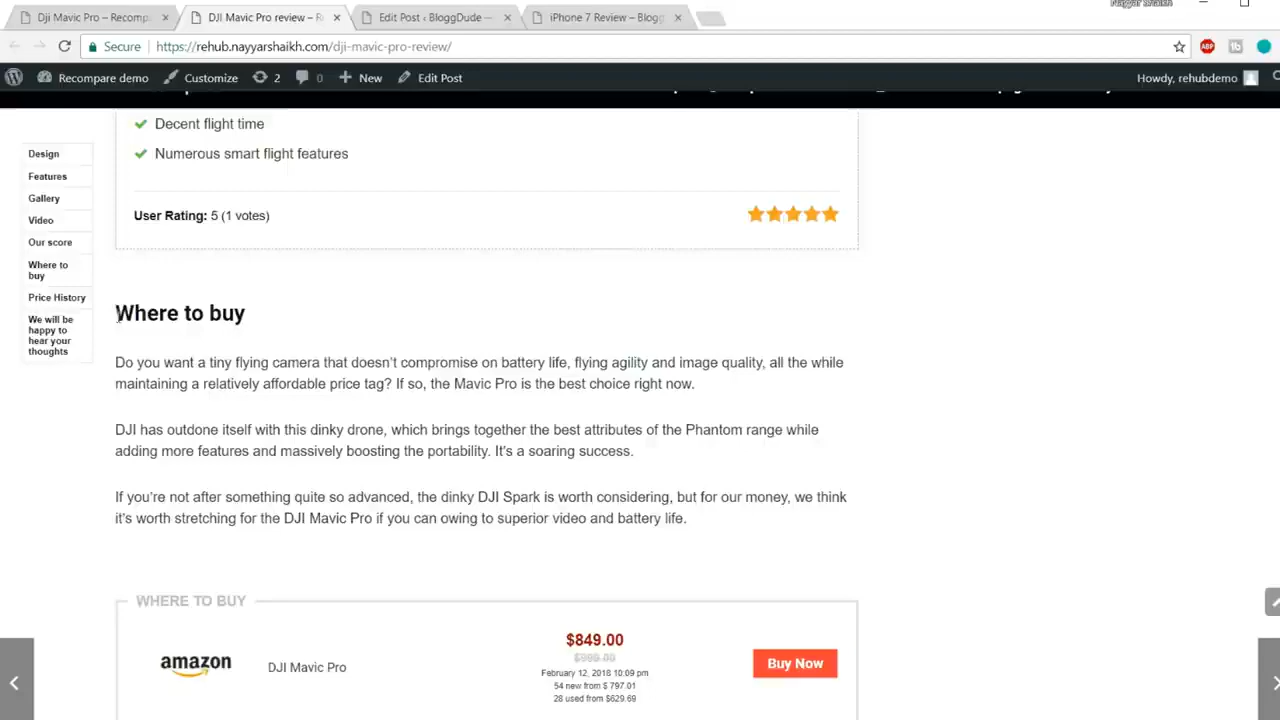 Nayyar Shaikh
Dji Mavic Pro – Recomp
DJI Mavic Pro review – R
Edit Post ‹ BloggDude –
iPhone 7 Review – Blogg
Secure
https://rehub.nayyarshaikh.com/dji-mavic-pro-review/
ABP
tb
Recompare demo
Customize
2
0
New
Edit Post
Howdy, rehubdemo
Decent flight time
Numerous smart flight features
User Rating: 5 (1 votes)
Design
Features
Gallery
Video
Our score
Where to
buy
Price History
We will be
happy to
hear your
thoughts
Where to buy
Do you want a tiny flying camera that doesn't compromise on battery life, flying agility and image quality, all the while
maintaining a relatively affordable price tag? If so, the Mavic Pro is the best choice right now.
DJI has outdone itself with this dinky drone, which brings together the best attributes of the Phantom range while
adding more features and massively boosting the portability. It's a soaring success.
If you're not after something quite so advanced, the dinky DJI Spark is worth considering, but for our money, we think
it's worth stretching for the DJI Mavic Pro if you can owing to superior video and battery life.
WHERE TO BUY
amazon
DJI Mavic Pro
$849.00
$999.00
February 12, 2018 10:09 pm
54 new from $ 797.01
28 used from $629.69
Buy Now